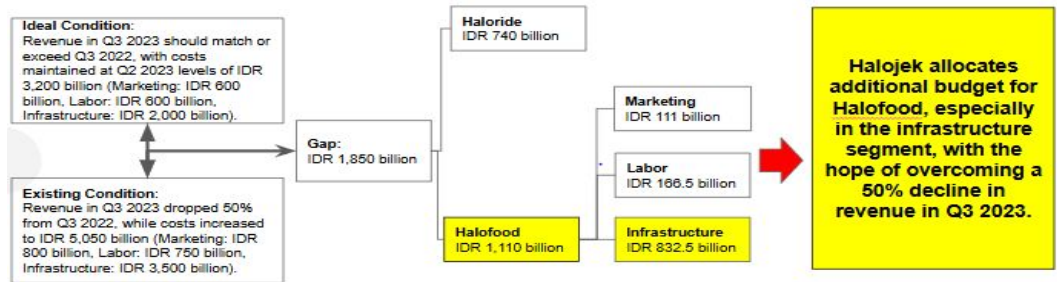 Ideal Condition:
Revenue in Q3 2023 should match or
exceed Q3 2022, with costs
maintained at Q2 2023 levels of IDR
3,200 billion (Marketing: IDR 600
billion, Labor: IDR 600 billion,
Infrastructure: IDR 2,000 billion).
Existing Condition:
Revenue in Q3 2023 dropped 50%
from Q3 2022, while costs increased
to IDR 5,050 billion (Marketing: IDR
800 billion, Labor: IDR 750 billion,
Infrastructure: IDR 3,500 billion).
Gap:
IDR 1,850 billion
Haloride
IDR 740 billion
Halofood
IDR 1,110 billion
Marketing
IDR 111 billion
Labor
IDR 166.5 billion
Infrastructure
IDR 832.5 billion
Halojek allocates
additional budget for
Halofood, especially
in the infrastructure
segment, with the
hope of overcoming a
50% decline in
revenue in Q3 2023.